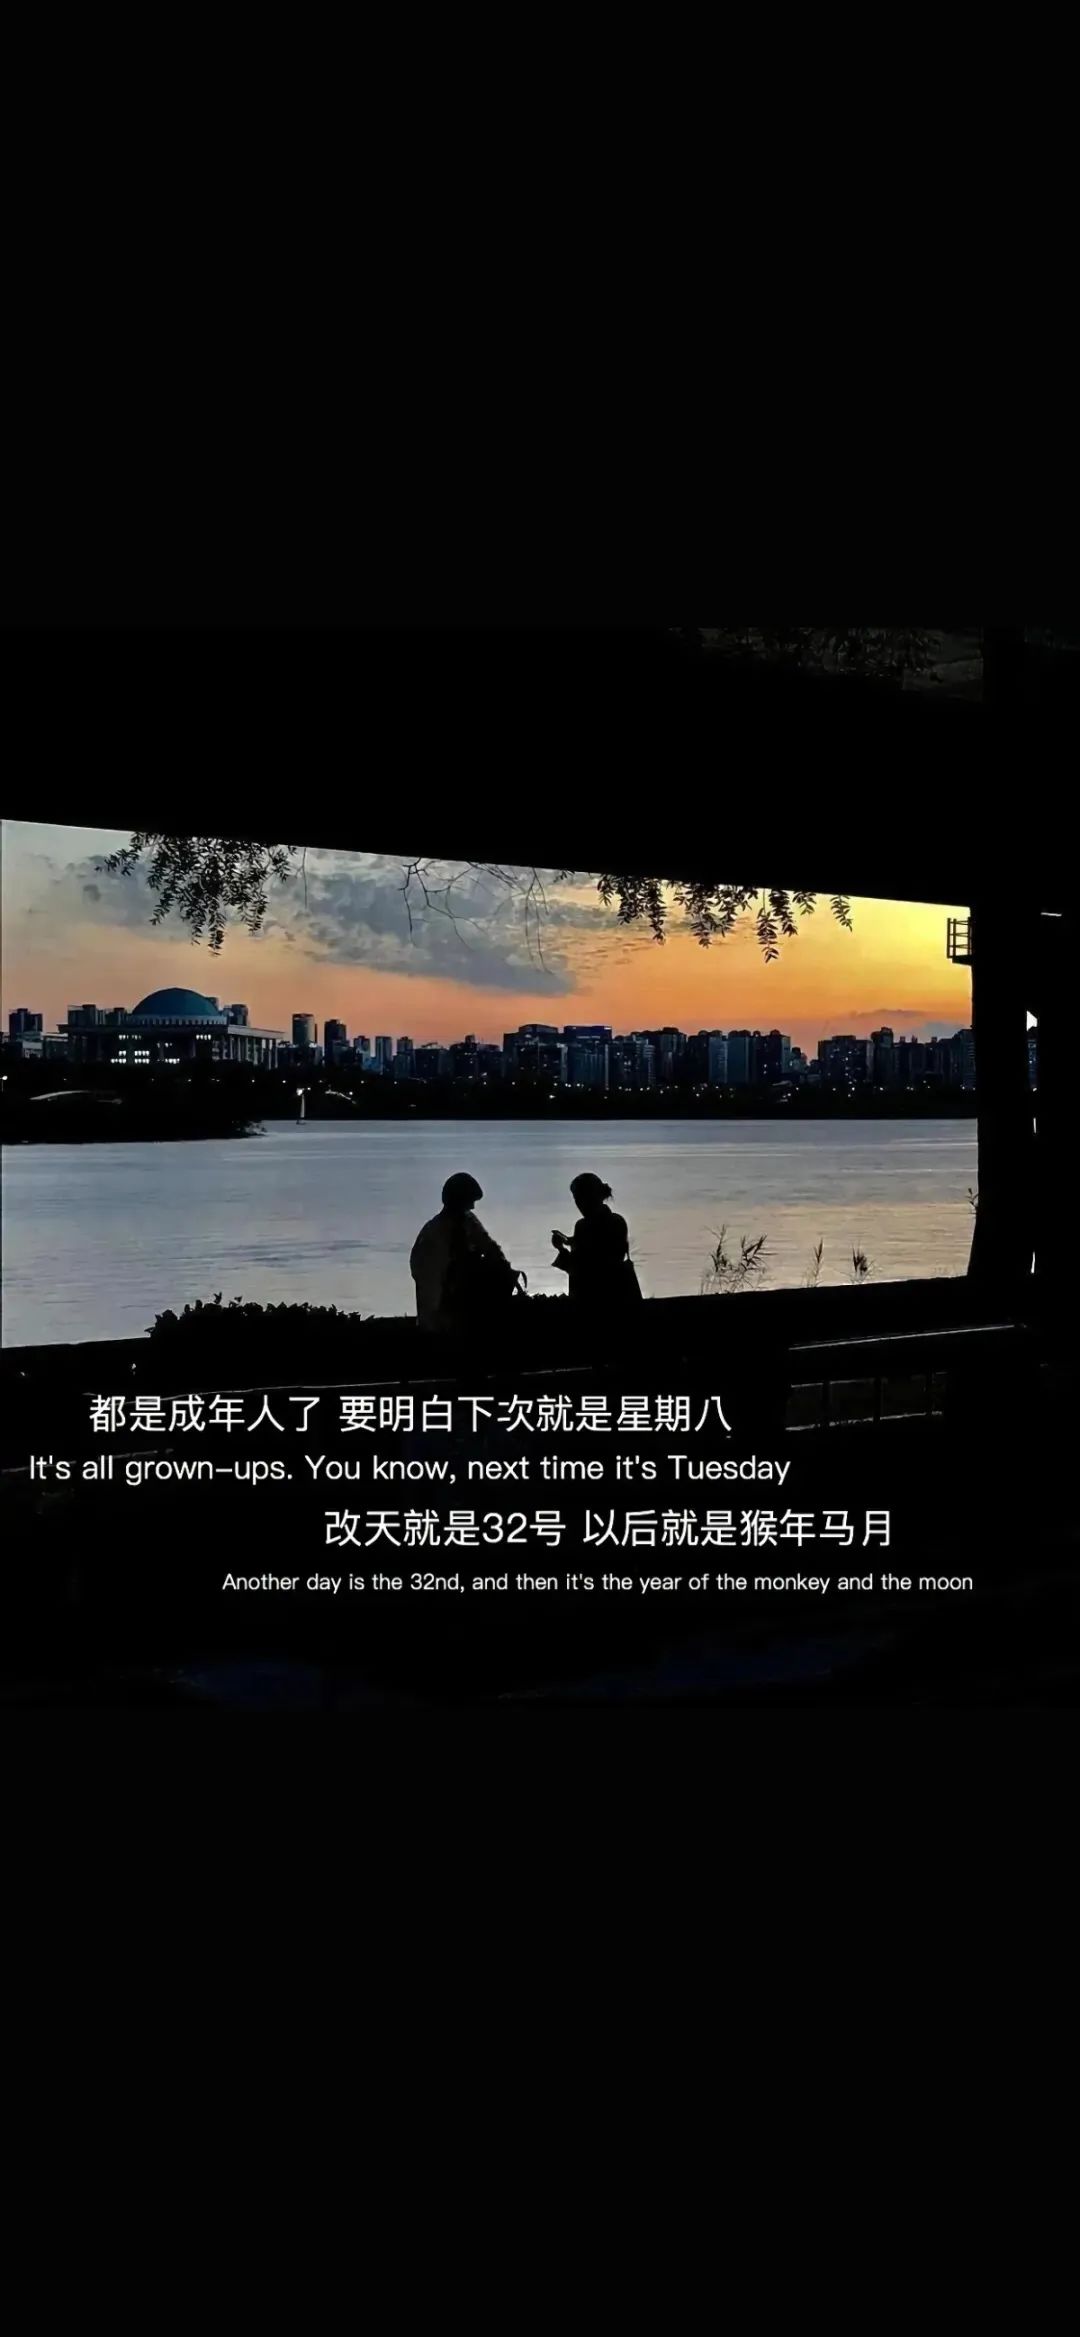 都是成年人了 要明白下次就是星期八
It's all grown-ups. You know, next time it's Tuesday
改天就是32号 以后就是猴年马月
Another day is the 32nd, and then it's the year of the monkey and the moon